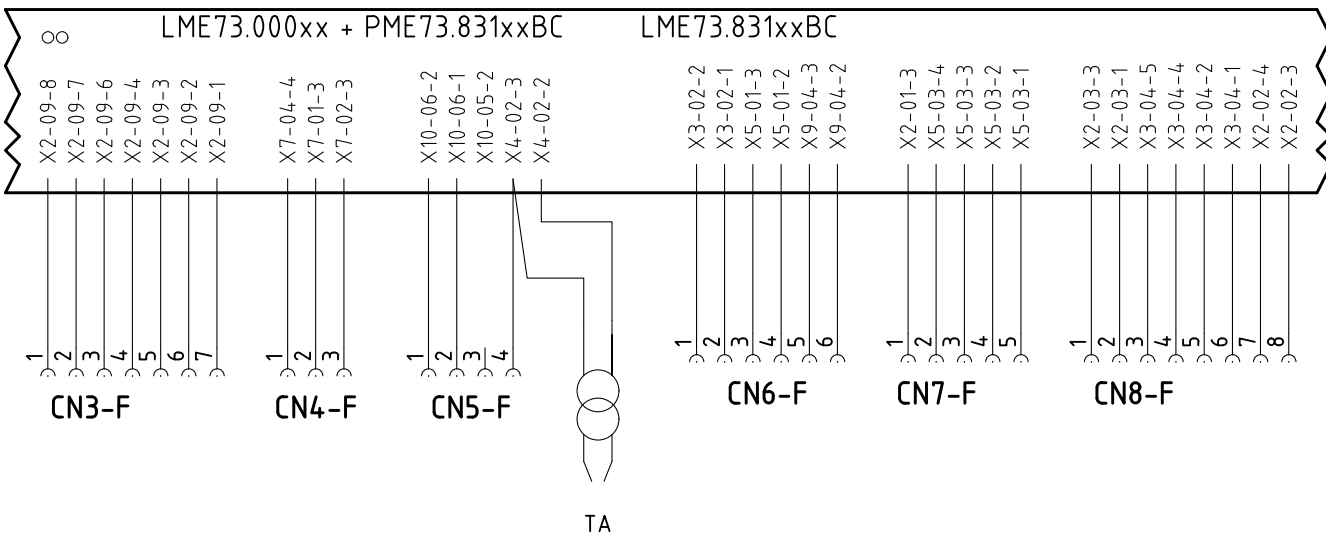 LME73.000xx + PME73.831xxBC LME73.831xxBC
X2-09-8
X2-09-7
X2-09-6
X2-09-4
X2-09-3
X2-09-2
X2-09-1
X7-04-4
X7-01-3
X7-02-3
X10-06-2
X10-06-1
X10-05-2
X4-02-3
X4-02-2
X3-02-2
X3-02-1
X5-01-3
X5-01-2
X9-04-3
X9-04-2
X2-01-3
X5-03-4
X5-03-3
X5-03-2
X5-03-1
X2-03-3
X2-03-1
X3-04-5
X3-04-4
X3-04-2
X3-04-1
X2-02-4
X2-02-3
1 2 3 4 5 6 7
1 2 3
1 2 3 4
1 2 3 4 5 6
1 2 3 4 5
1 2 3 4 5 6 7 8
CN3-F CN4-F CN5-F CN6-F CN7-F CN8-F
TA